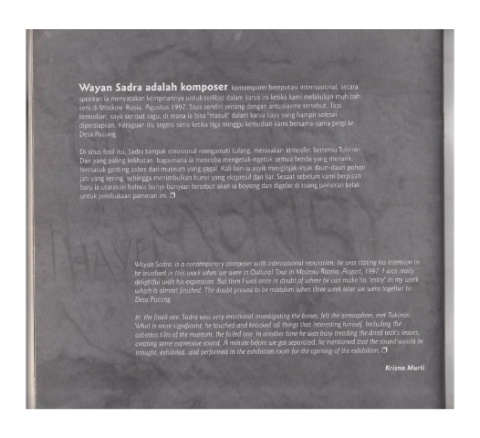 Wayan Sadra adalah komposer kontemporer bereputasi internasional, secara
spontan ia menyatakan keinginannya untuk terlibat dalam karya ini ketika kami melakukan muhibah
seni di Moskow- Rusia, Agustus 1997. Saya sendiri senang dengan antusiasme tersebut. Tapi
kemudian, saya sempat ragu, di mana ia bisa "masuk" dalam karya saya yang hampir selesai
dipersiapkan. Keraguan itu segera sirna ketika tiga minggu kemudian kami bersama-sama pergi ke
Desa Pucung.
Di situs fosil itu, Sadra tampak emosional mengamati tulang, merasakan atmosfer, bertemu Tukimin.
Dan yang paling kelihatan, bagaimana ia mencoba mengetuk-ngetuk semua benda yang menarik
termasuk genting asbes dari museum yang gagal. Kali lain ia asyik menginjak-injak daun-daun pohon
jati yang kering, sehingga menimbulkan bunyi yang ekspresif dan liar. Sesaat sebelum kami berpisah
baru ia utarakan bahwa bunyi-bunyian tersebut akan ia boyong dan digelar di ruang pameran kelak
untuk pembukaan pameran ini.
Wayan Sadra, is a contemporary composer with international reputation, he was stating his intention to
be involved in this work when we were in Cultural Tour in Moscow Russia, August, 1997. I was really
delightful with his expression. But then I was once in doubt of where he can make his 'entry' in my work
which is almost finished. The doubt proved to be nonsense when three week later we went together to
Desa Pucung.
In the fossil site, Sadra was very emotional investigating the bones, felt the atmosphere, met Tukimin.
What is more significant, he touched and knocked all things that interesting himself. Including the
asbestos tiles of the museum, the failed one. In another time he was busy treading the dried teck's leaves,
creating some expressive sound. A minute before we got separated, he mentioned that the sound would be
brought, exhibited, and performed in the exhibition room for the opening of the exhibition.
Krisna Murti
I HAVE